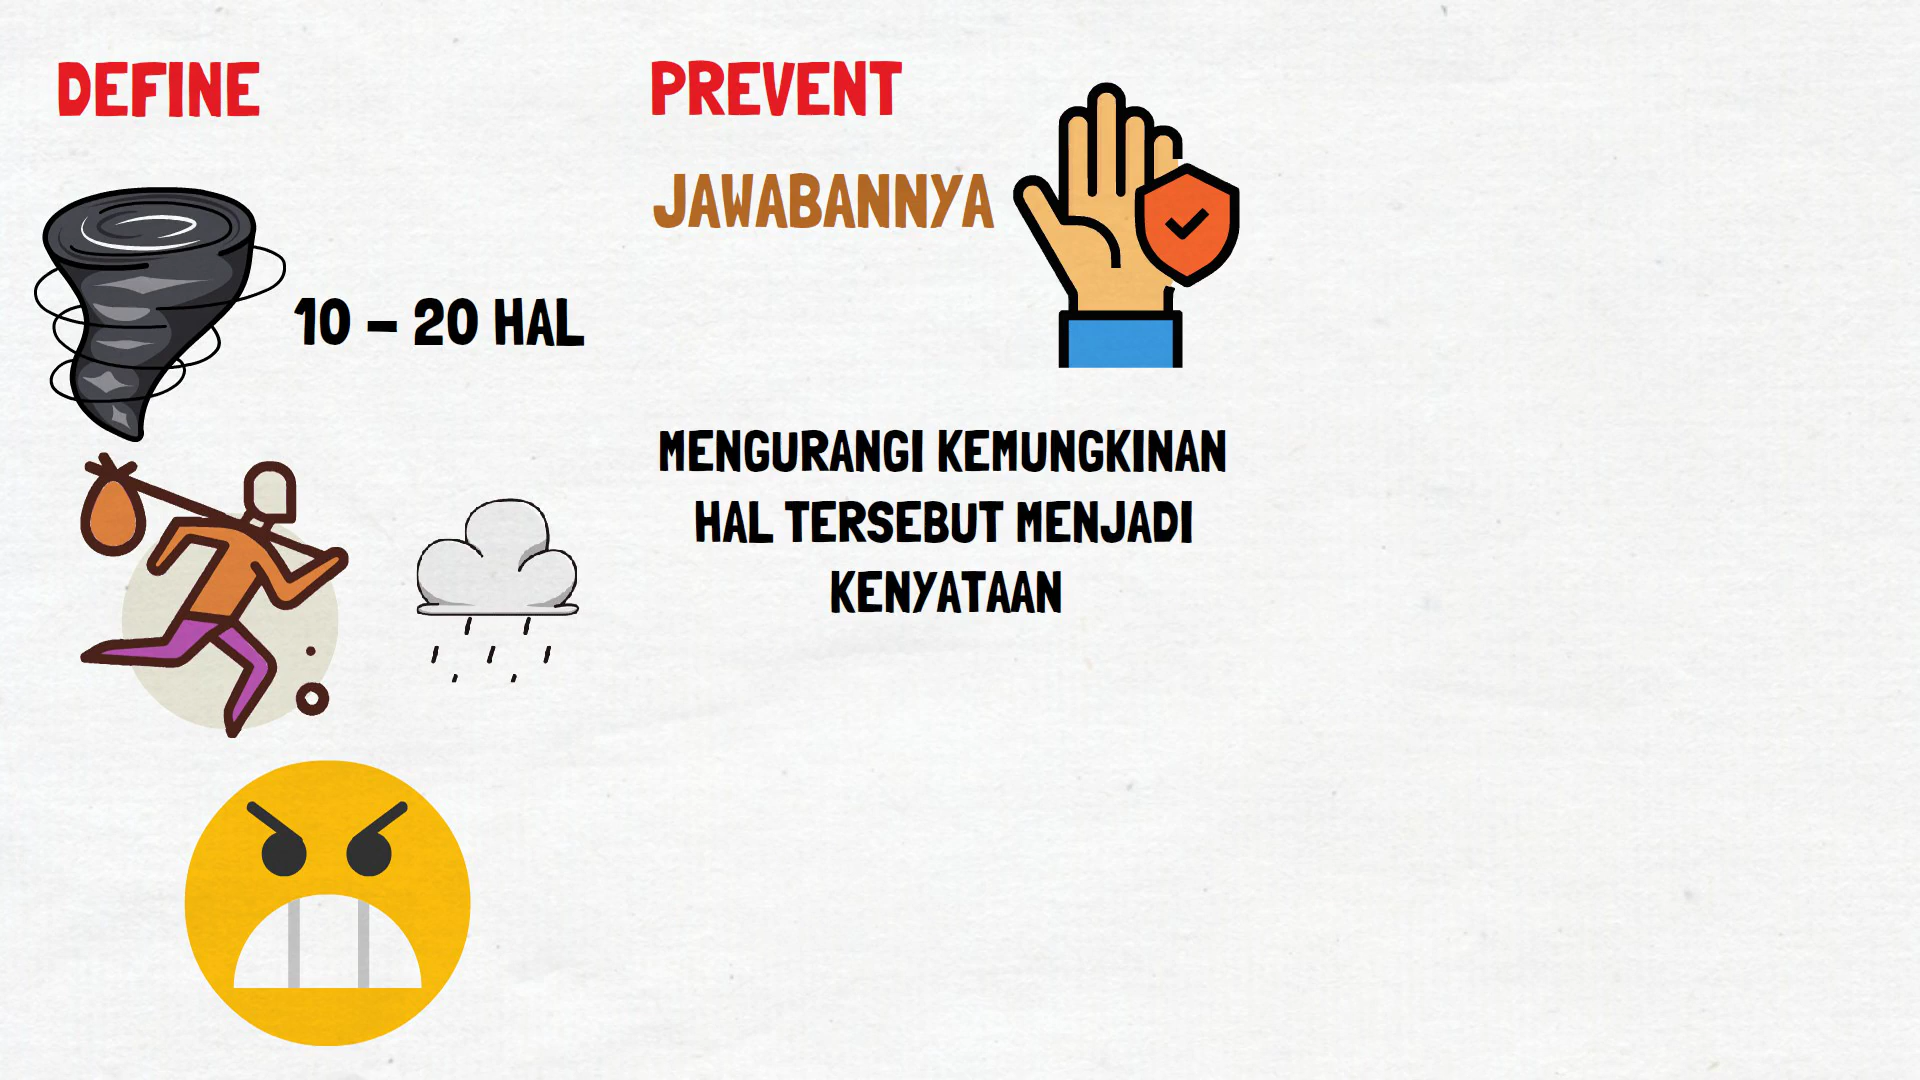 DEFINE
10 – 20 HAL
PREVENT
JAWABANNYA
MENGURANGI KEMUNGKINAN
HAL TERSEBUT MENJADI
KENYATAAN